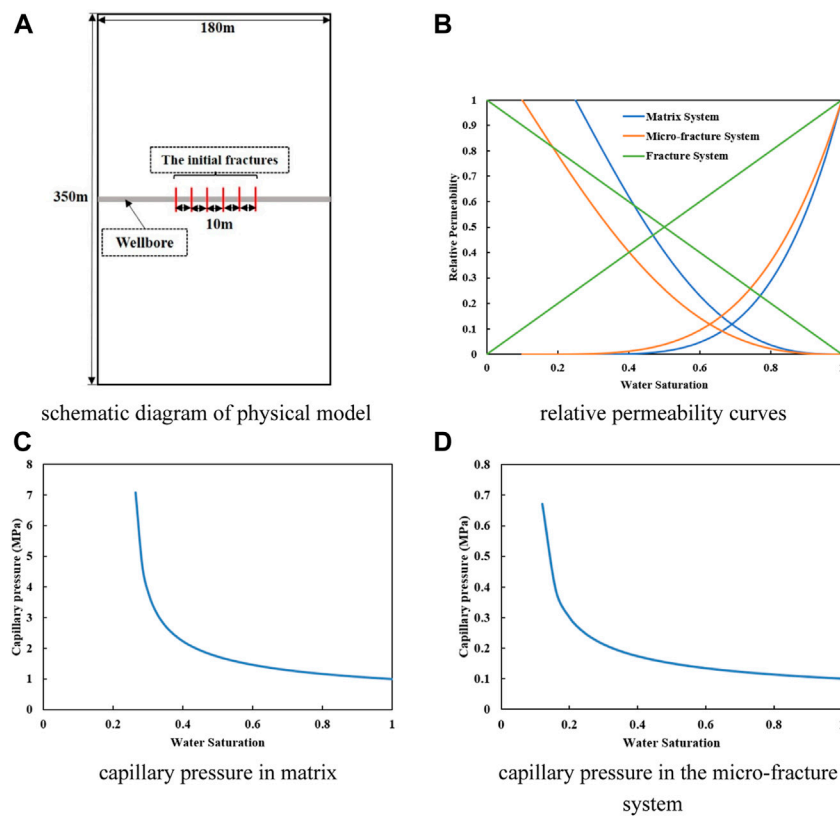 A
180m
The initial fractures
350m
10m
Wellbore
schematic diagram of physical model
B
Relative Permeability
1
0.9
0.8
0.7
0.6
0.5
0.4
0.3
0.2
0.1
0
Matrix System
Micro-fracture System
Fracture System
0 0.2 0.4 0.6 0.8 1
Water Saturation
relative permeability curves
C
Capillary pressure (MPa)
8
7
6
5
4
3
2
1
0
0 0.2 0.4 0.6 0.8 1
Water Saturation
capillary pressure in matrix
D
Capillary pressure (MPa)
0.8
0.7
0.6
0.5
0.4
0.3
0.2
0.1
0
0 0.2 0.4 0.6 0.8 1
Water Saturation
capillary pressure in the micro-fracture
system